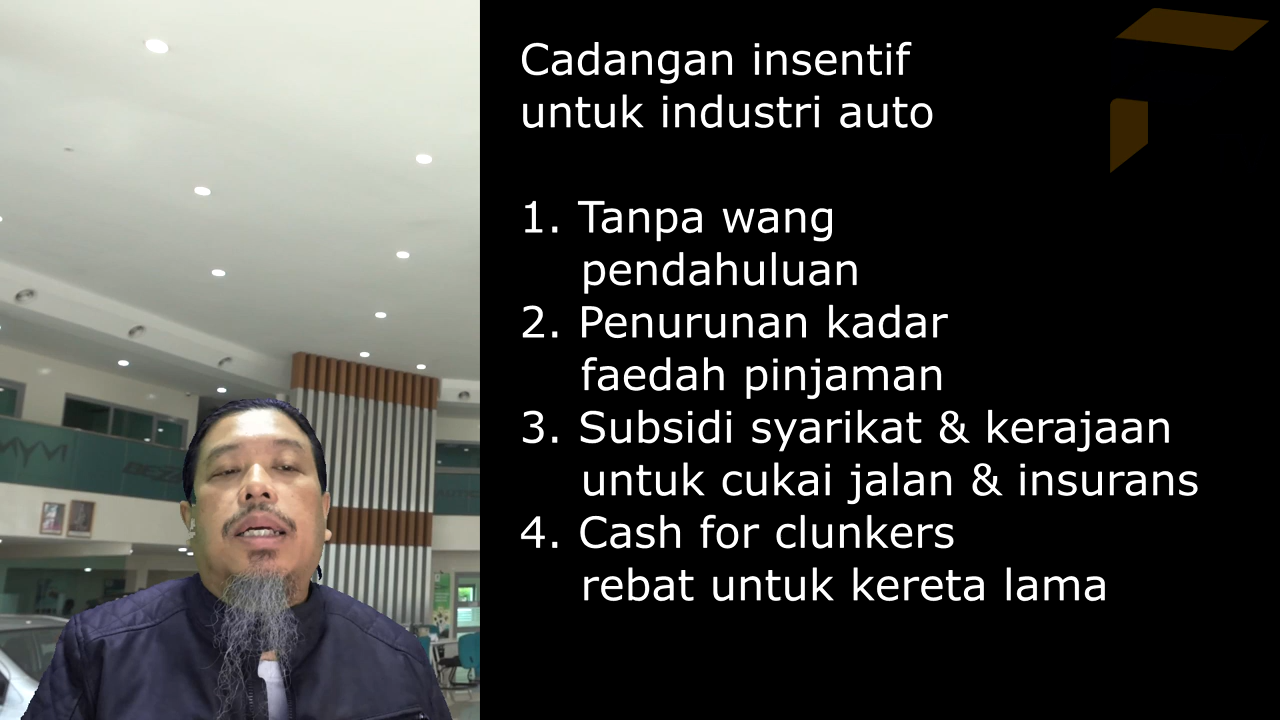 Cadangan insentif
untuk industri auto
1. Tanpa wang
pendahuluan
2. Penurunan kadar
faedah pinjaman
3. Subsidi syarikat & kerajaan
untuk cukai jalan & insurans
4. Cash for clunkers
rebat untuk kereta lama
MYVI